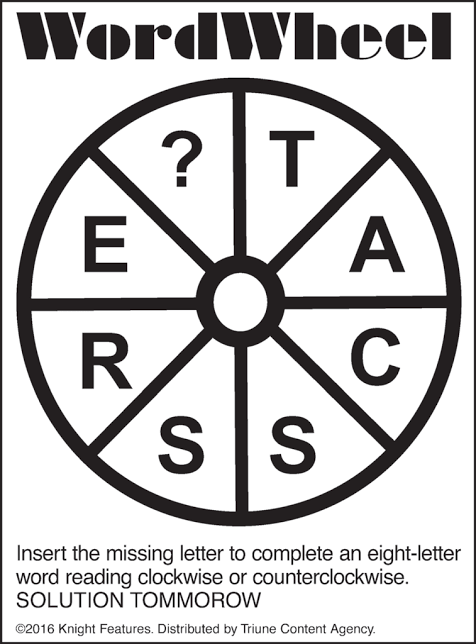 WordWheel
? T
E A
R C
S S
Insert the missing letter to complete an eight-letter
word reading clockwise or counterclockwise.
SOLUTION TOMMOROW
©2016 Knight Features. Distributed by Triune Content Agency.